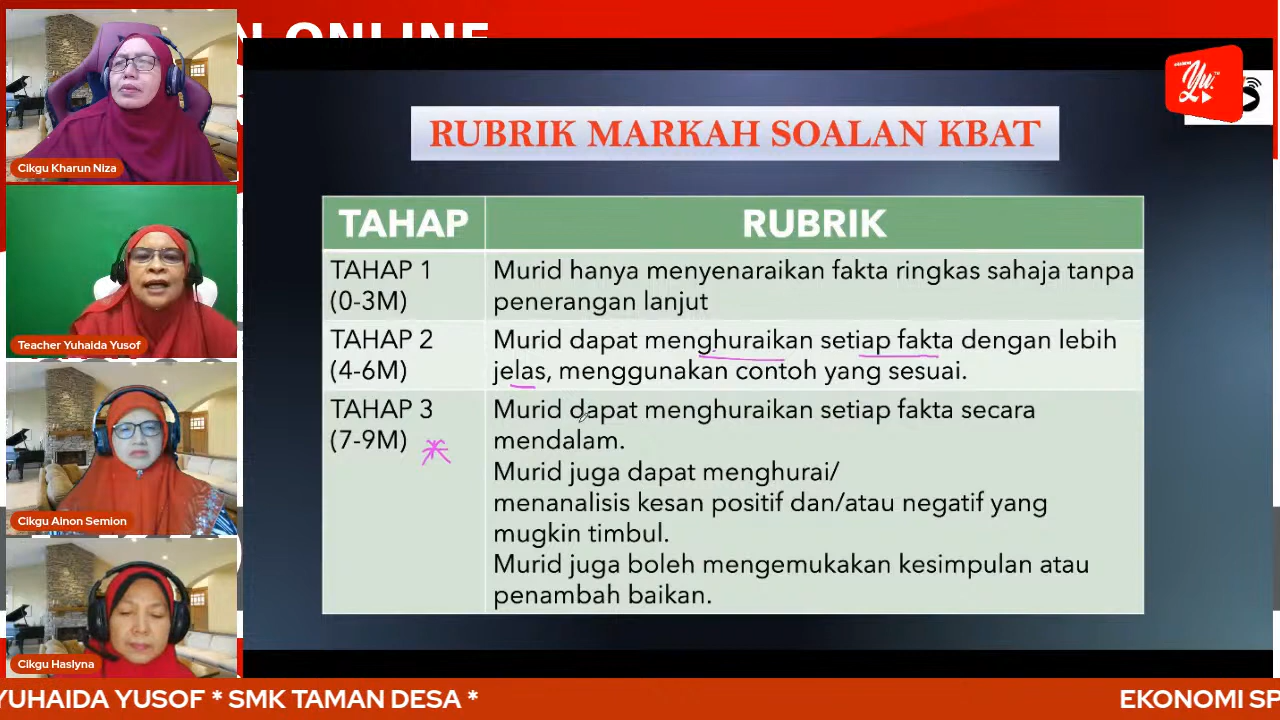 N ONLINE
Cikgu Kharun Niza
Teacher Yuhaida Yusof
Cikgu Ainon Semion
Cikgu Haslyna
Yu.
RUBRIK MARKAH SOALAN KBAT
TAHAP
RUBRIK
TAHAP 1
(0-3M)
Murid hanya menyenaraikan fakta ringkas sahaja tanpa
penerangan lanjut
TAHAP 2
(4-6M)
Murid dapat menghuraikan setiap fakta dengan lebih
jelas, menggunakan contoh yang sesuai.
TAHAP 3
(7-9M)
Murid dapat menghuraikan setiap fakta secara
mendalam.
Murid juga dapat menghurai/
menanalisis kesan positif dan/atau negatif yang
mugkin timbul.
Murid juga boleh mengemukakan kesimpulan atau
penambah baikan.
YUHAIDA YUSOF * SMK TAMAN DESA *
EKONOMI SP